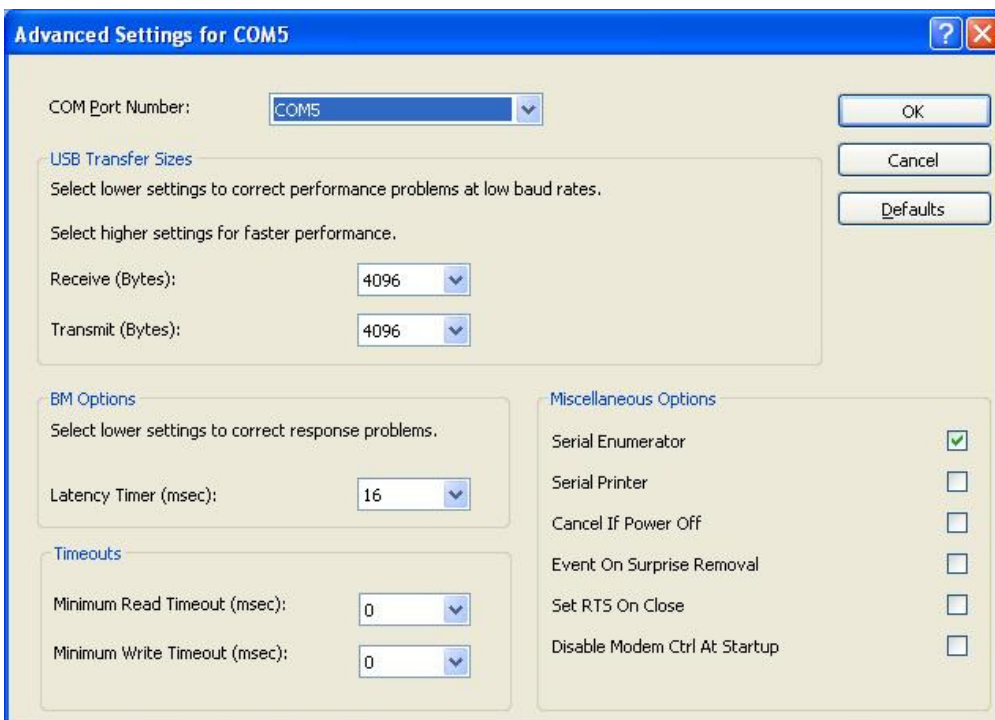 Advanced Settings for COM5
COM Port Number: COM5
OK
USB Transfer Sizes
Cancel
Select lower settings to correct performance problems at low baud rates.
Defaults
Select higher settings for faster performance.
Receive (Bytes): 4096
Transmit (Bytes): 4096
BM Options
Select lower settings to correct response problems.
Latency Timer (msec): 16
Timeouts
Minimum Read Timeout (msec): 0
Minimum Write Timeout (msec): 0
Miscellaneous Options
Serial Enumerator
Serial Printer
Cancel If Power Off
Event On Surprise Removal
Set RTS On Close
Disable Modem Ctrl At Startup